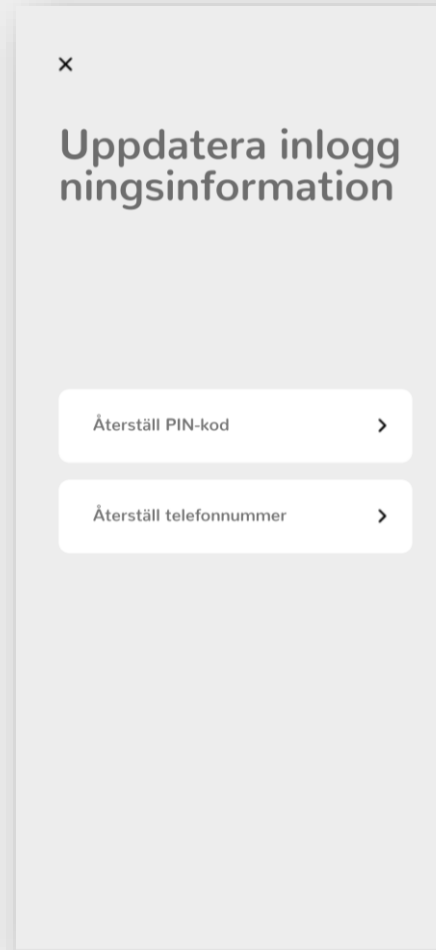 Uppdatera inlogg
ningsinformation
Återställ PIN-kod
Återställ telefonnummer